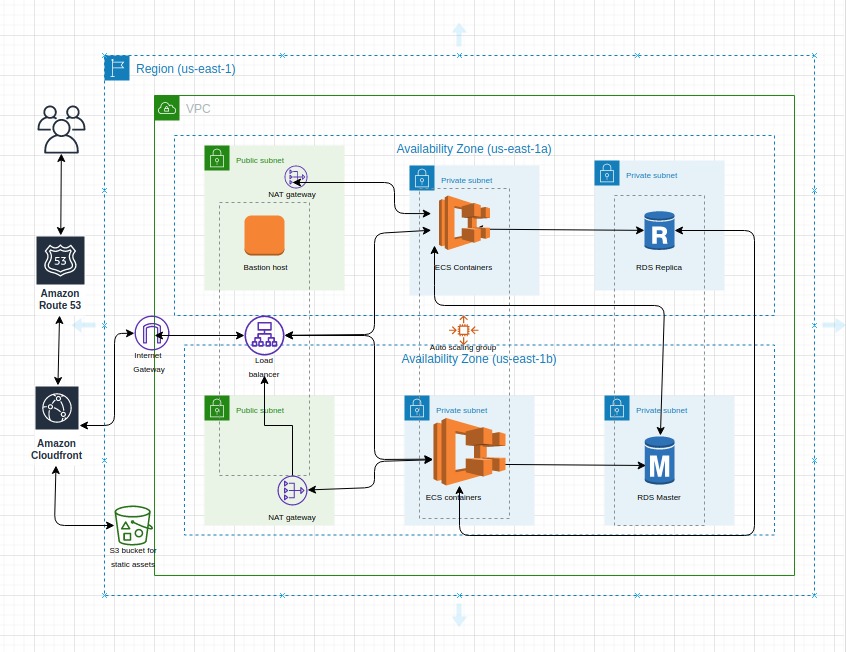 Region (us-east-1)
VPC
Availability Zone (us-east-1a)
Public subnet
Private subnet
Private subnet
NAT gateway
R
53
Bastion host
ECS Containers
RDS Replica
Amazon
Route 53
Internet
Gateway
Load
balancer
Auto scaling group
Availability Zone (us-east-1b)
Public subnet
Private subnet
Private subnet
Amazon
Cloudfront
M
ECS containers
RDS Master
NAT gateway
S3 bucket for
static assets